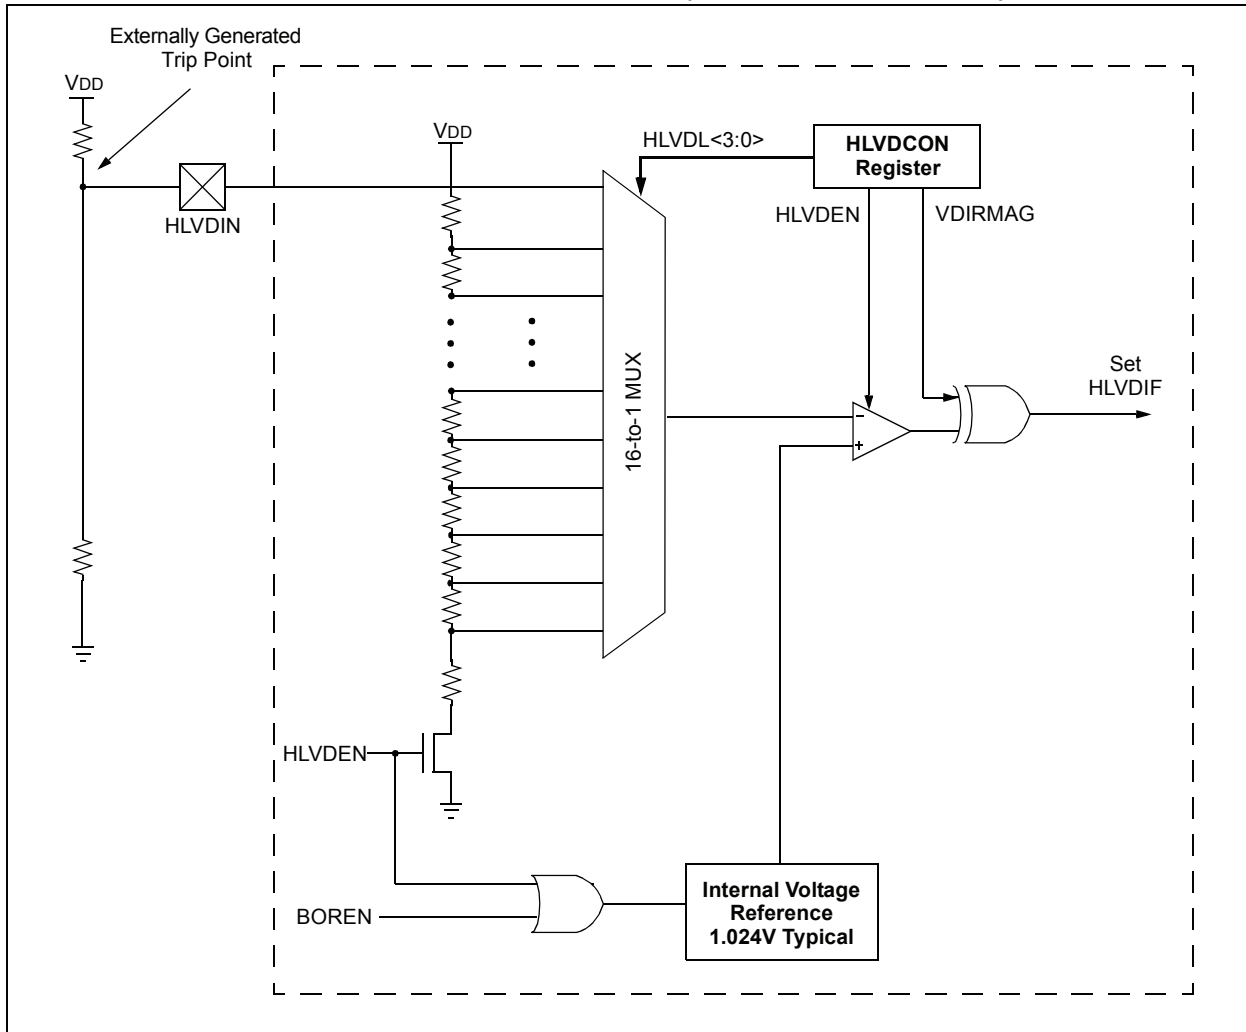 Externally Generated
Trip Point
VDD
HLVDIN
VDD
HLVDL<3:0>
HLVDCON
Register
HLVDEN
VDIRMAG
16-to-1 MUX
-
+
Set
HLVDIF
HLVDEN
BOREN
Internal Voltage
Reference
1.024V Typical